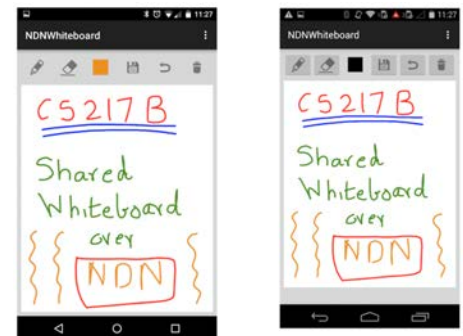 11:27
NDNWhiteboard
CS217B
Shared
Whiteboard
over
NDN
11:27
NDNWhiteboard
CS217B
Shared
Whiteboard
over
NDN